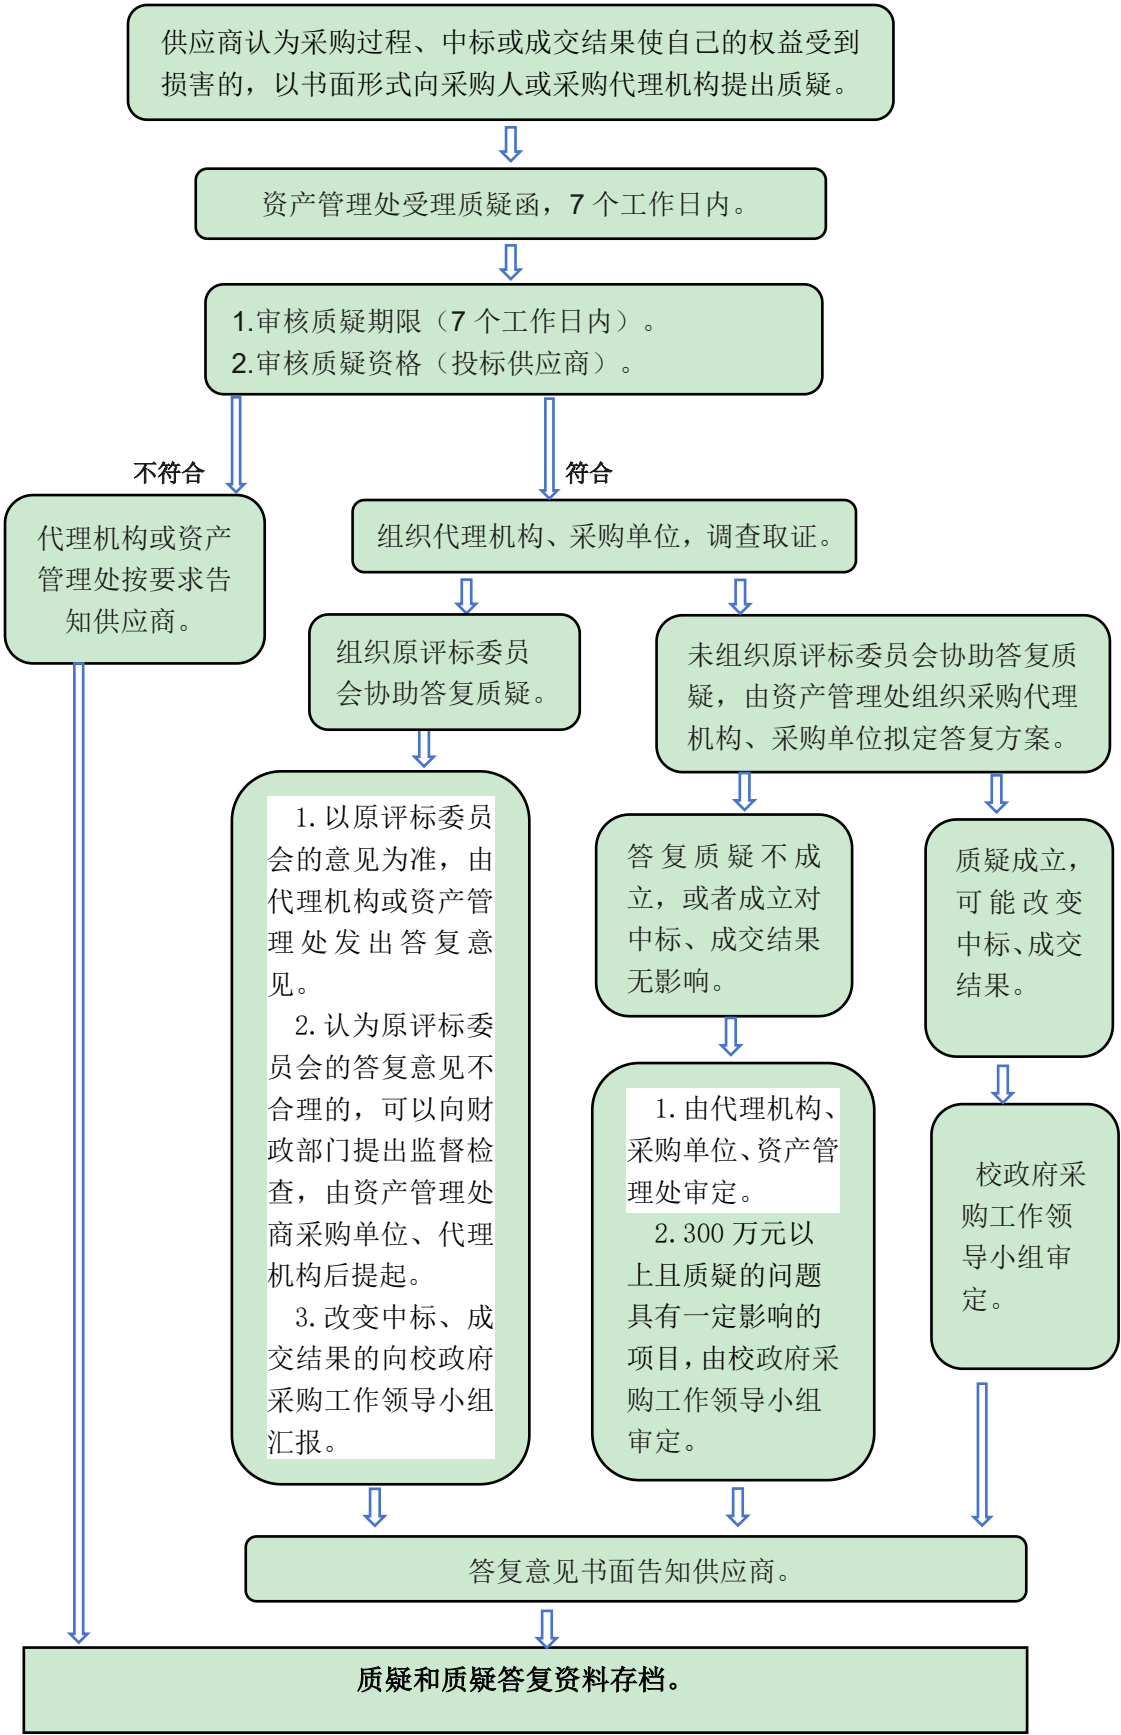 供应商认为采购过程、中标或成交结果使自己的权益受到
损害的，以书面形式向采购人或采购代理机构提出质疑。
资产管理处受理质疑函，7 个工作日内。
1.审核质疑期限（7 个工作日内）。
2.审核质疑资格（投标供应商）。
不符合
符合
代理机构或资产
管理处按要求告
知供应商。
组织代理机构、采购单位，调查取证。
组织原评标委员
会协助答复质疑。
未组织原评标委员会协助答复质
疑，由资产管理处组织采购代理
机构、采购单位拟定答复方案。
1.以原评标委员
会的意见为准，由
代理机构或资产管
理处发出答复意
见。
2.认为原评标委
员会的答复意见不
合理的，可以向财
政部门提出监督检
查，由资产管理处
商采购单位、代理
机构后提起。
3.改变中标、成
交结果的向校政府
采购工作领导小组
汇报。
答复质疑不成
立，或者成立对
中标、成交结果
无影响。
质疑成立，
可能改变
中标、成交
结果。
1.由代理机构、
采购单位、资产管
理处审定。
2.300 万元以
上且质疑的问题
具有一定影响的
项目，由校政府采
购工作领导小组
审定。
校政府采
购工作领
导小组审
定。
答复意见书面告知供应商。
质疑和质疑答复资料存档。